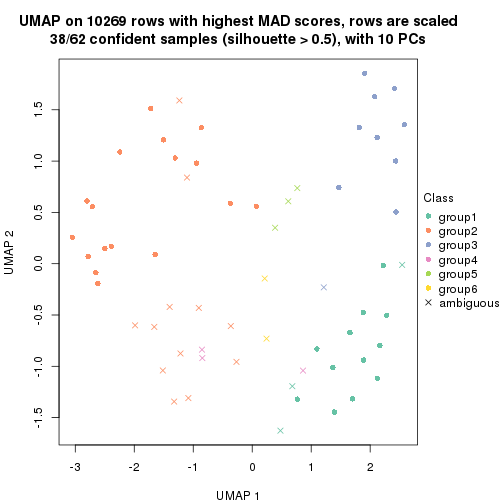 UMAP on 10269 rows with highest MAD scores, rows are scaled
38/62 confident samples (silhouette > 0.5), with 10 PCs
1.5
1.0
0.5
0.0
-0.5
-1.0
-1.5
UMAP 2
-3 -2 -1 0 1 2
UMAP 1
Class
group1
group2
group3
group4
group5
group6
ambiguous